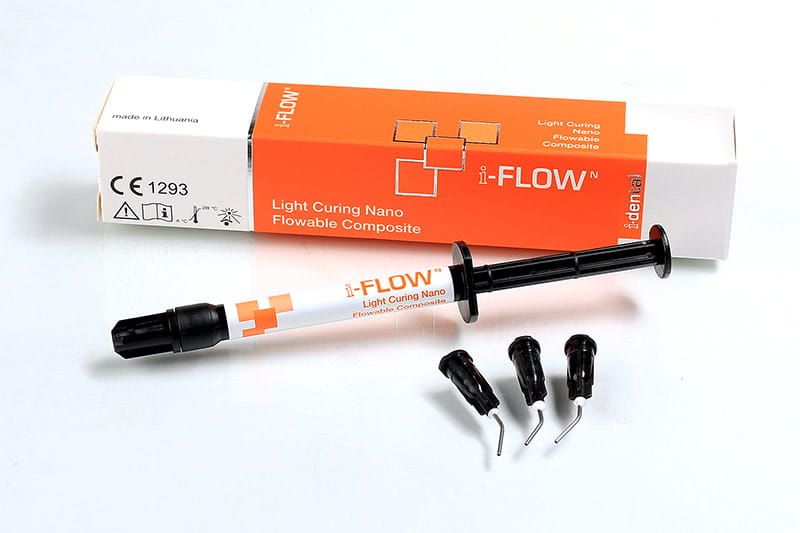 made in Lithuania
CE 1293
4°C
28°C
i-FLOW
Light Curing Nano
Flowable Composite
Light Curing
Nano
Flowable
Composite
i-FLOW N
i-dental
i-FLOW N
Light Curing Nano
Flowable Composite